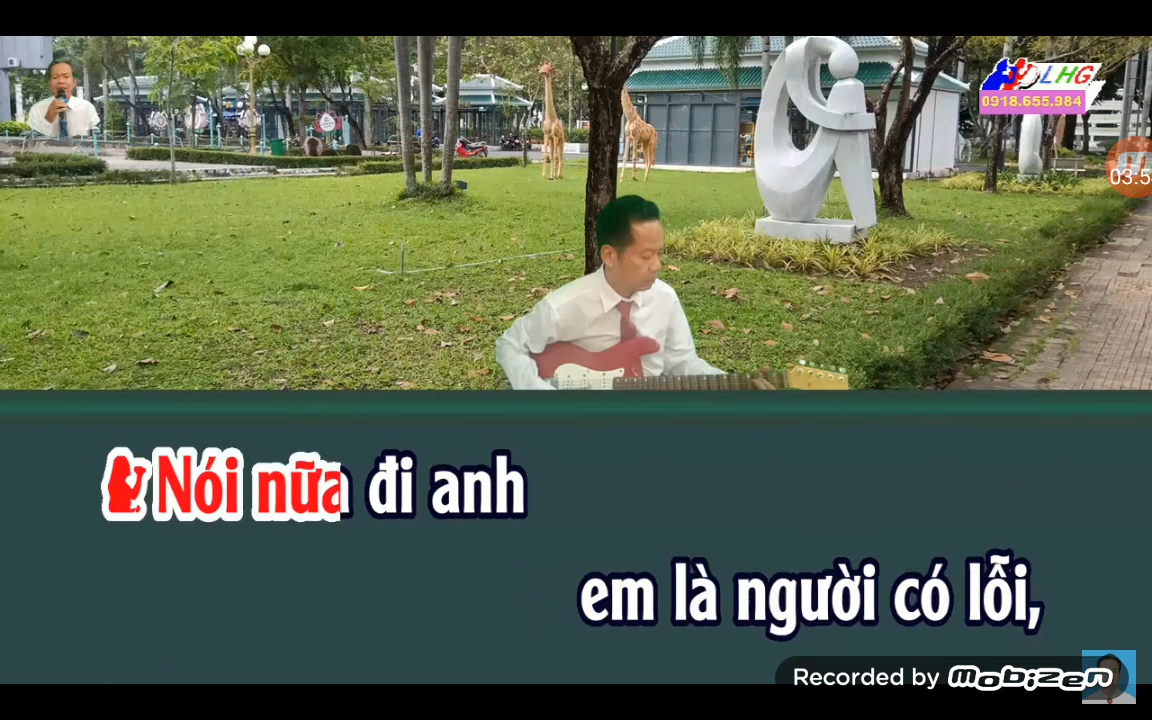 LHG
0918.655.984
03:5
Nói nữa đi anh
em là người có lỗi,
Recorded by Mobizen